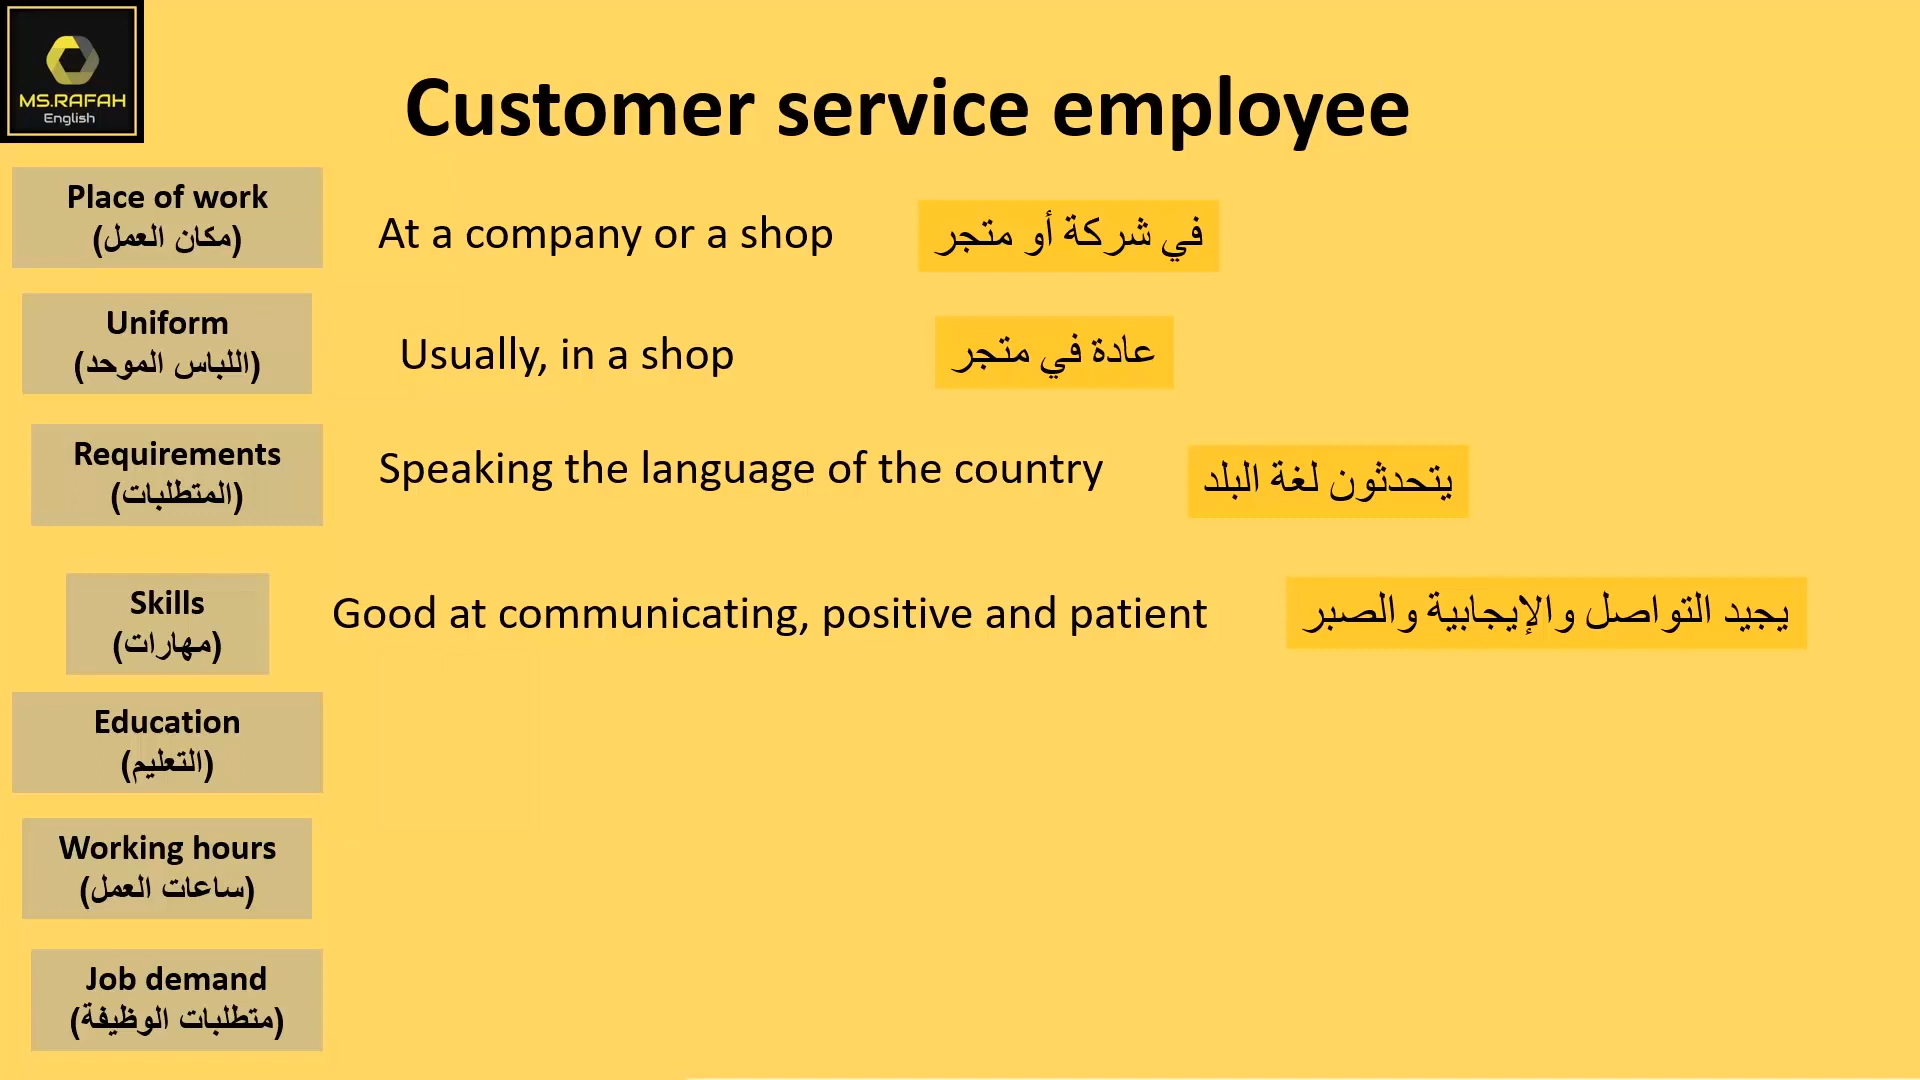 MS.RAFAH
English
Customer service employee
Place of work
(مكان العمل)
At a company or a shop
في شركة أو متجر
Uniform
(اللباس الموحد)
Usually, in a shop
عادة في متجر
Requirements
(المتطلبات)
Speaking the language of the country
يتحدثون لغة البلد
Skills
(مهارات)
Good at communicating, positive and patient
يجيد التواصل والإيجابية والصبر
Education
(التعليم)
Working hours
(ساعات العمل)
Job demand
(متطلبات الوظيفة)